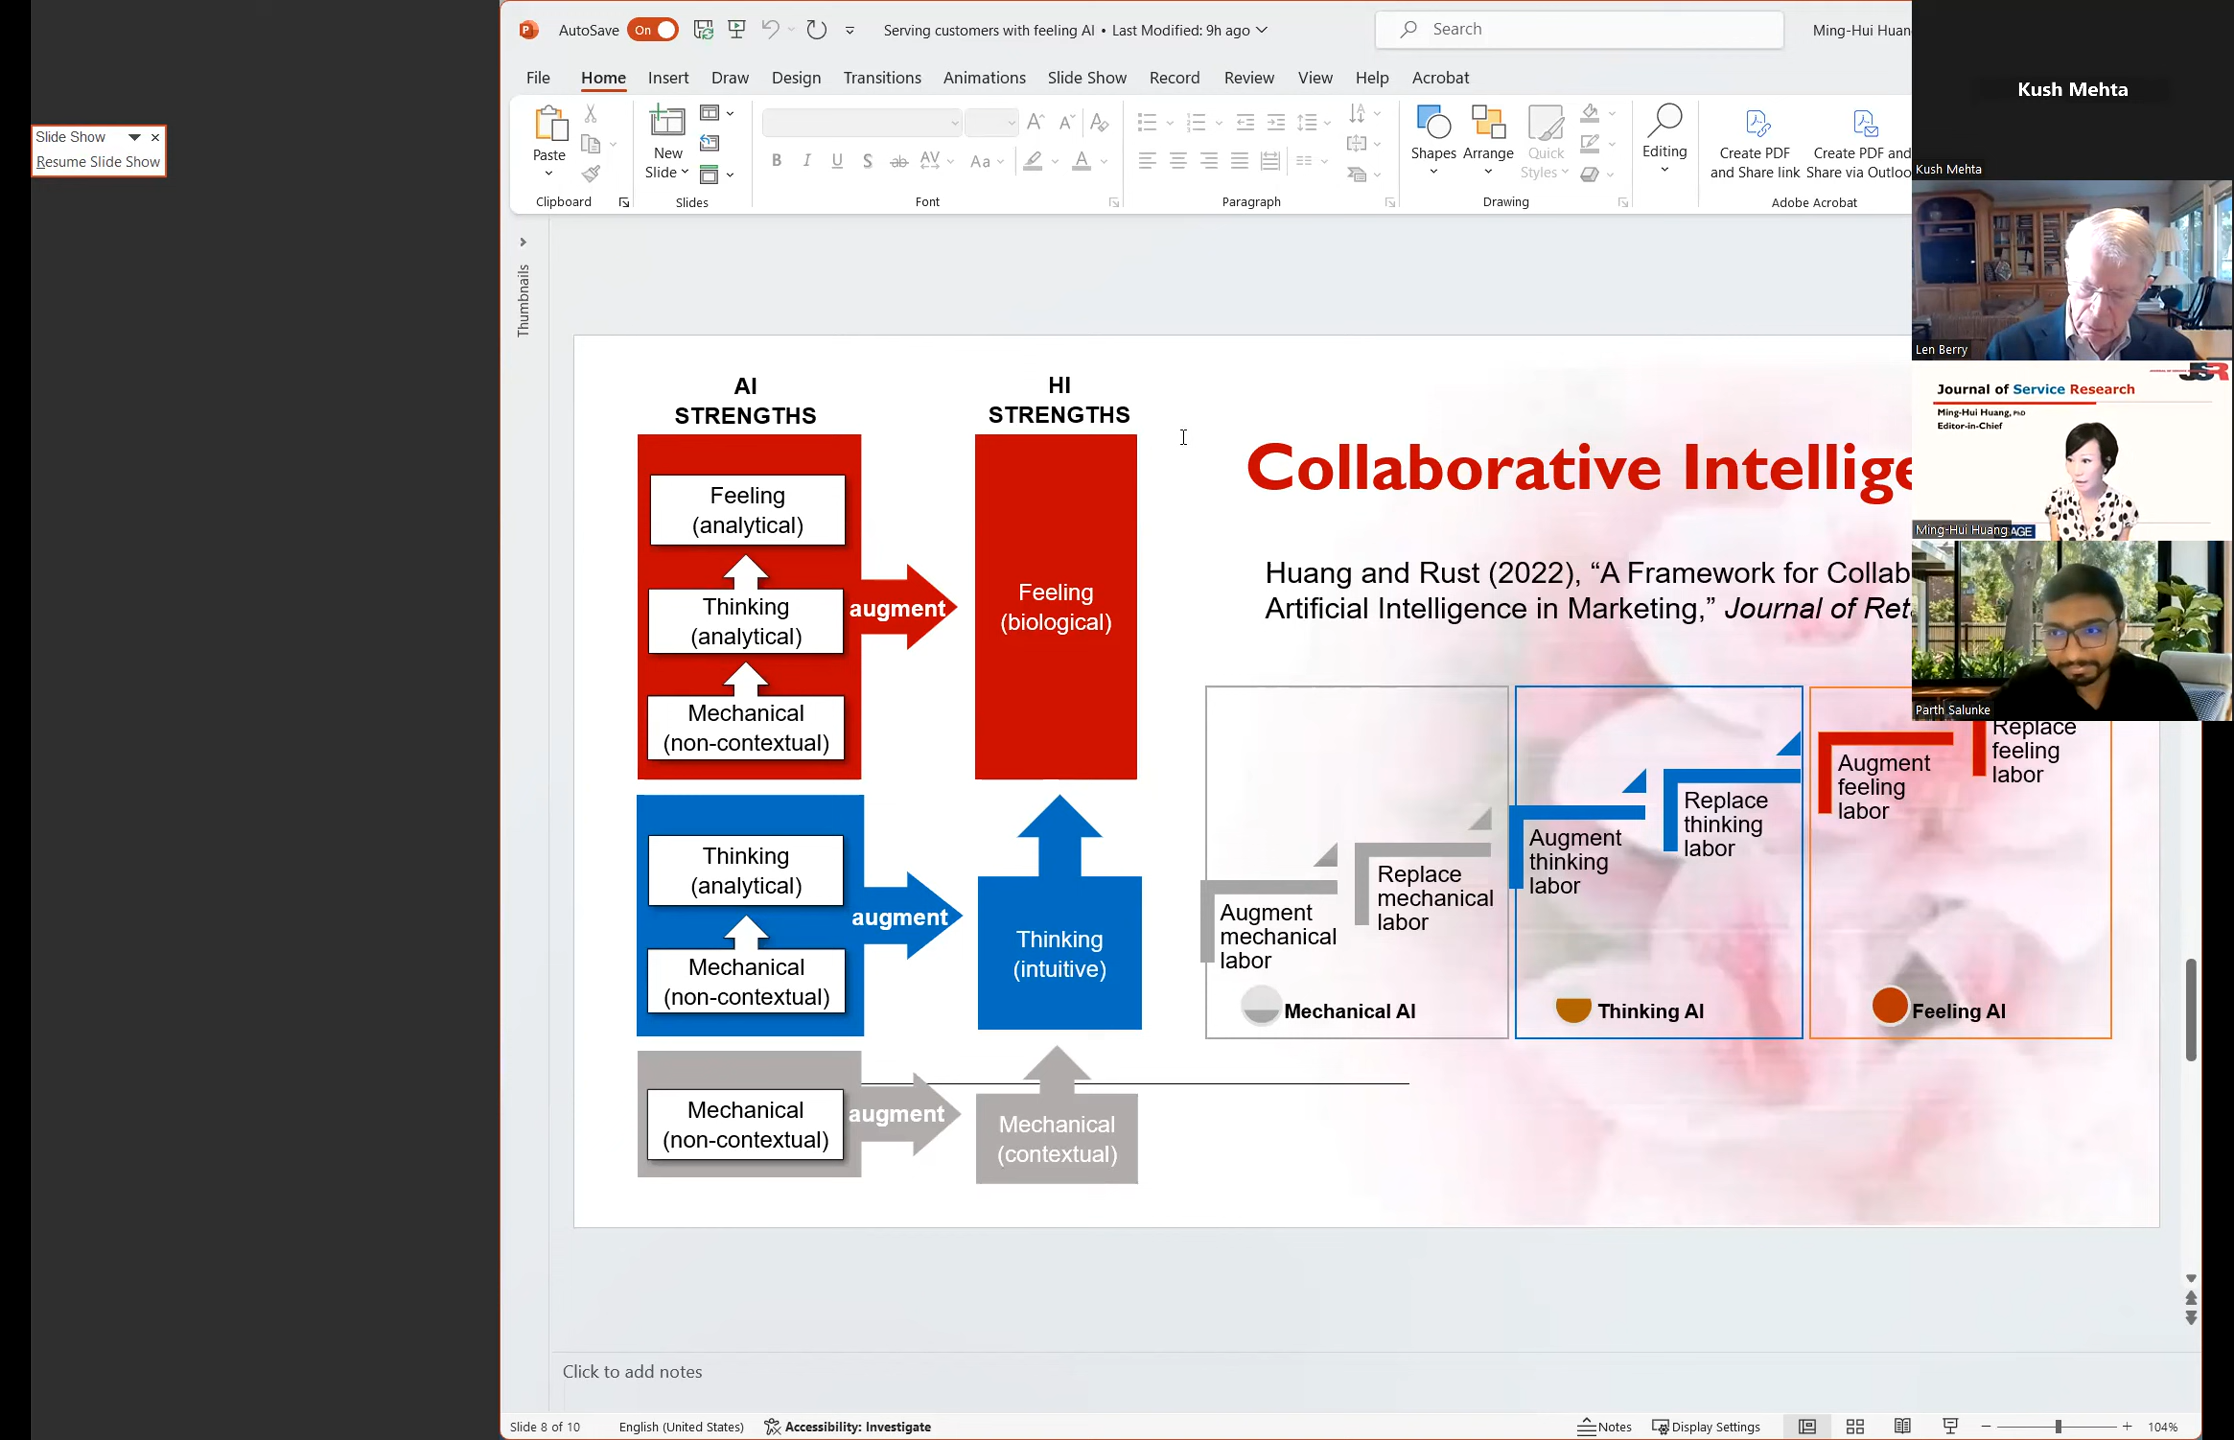 AutoSave On
Serving customers with feeling AI • Last Modified: 9h ago
Search
Ming-Hui Huan
File Home Insert Draw Design Transitions Animations Slide Show Record Review View Help Acrobat
Slide Show
Resume Slide Show
Paste
New
Slide
Aa
Shapes
Arrange
Quick
Styles
Editing
Create PDF
and Share link
Create PDF and
Share via Outloo
Clipboard
Slides
Font
Paragraph
Drawing
Adobe Acrobat
Thumbnails
Kush Mehta
Kush Mehta
Len Berry
JSR
Journal of Service Research
Ming-Hui Huang, PhD
Editor-in-Chief
Ming-Hui Huang
AGE
Parth Salunke
AI
STRENGTHS
HI
STRENGTHS
Feeling
(analytical)
Thinking
(analytical)
Mechanical
(non-contextual)
augment
Feeling
(biological)
Thinking
(analytical)
Mechanical
(non-contextual)
augment
Thinking
(intuitive)
Mechanical
(non-contextual)
augment
Mechanical
(contextual)
Collaborative Intellige
Huang and Rust (2022), “A Framework for Collab
Artificial Intelligence in Marketing,” Journal of Ret
Augment
mechanical
labor
Replace
mechanical
labor
Augment
thinking
labor
Replace
thinking
labor
Augment
feeling
labor
Replace
feeling
labor
Mechanical AI
Thinking AI
Feeling AI
Click to add notes
Slide 8 of 10
English (United States)
Accessibility: Investigate
Notes
Display Settings
104%